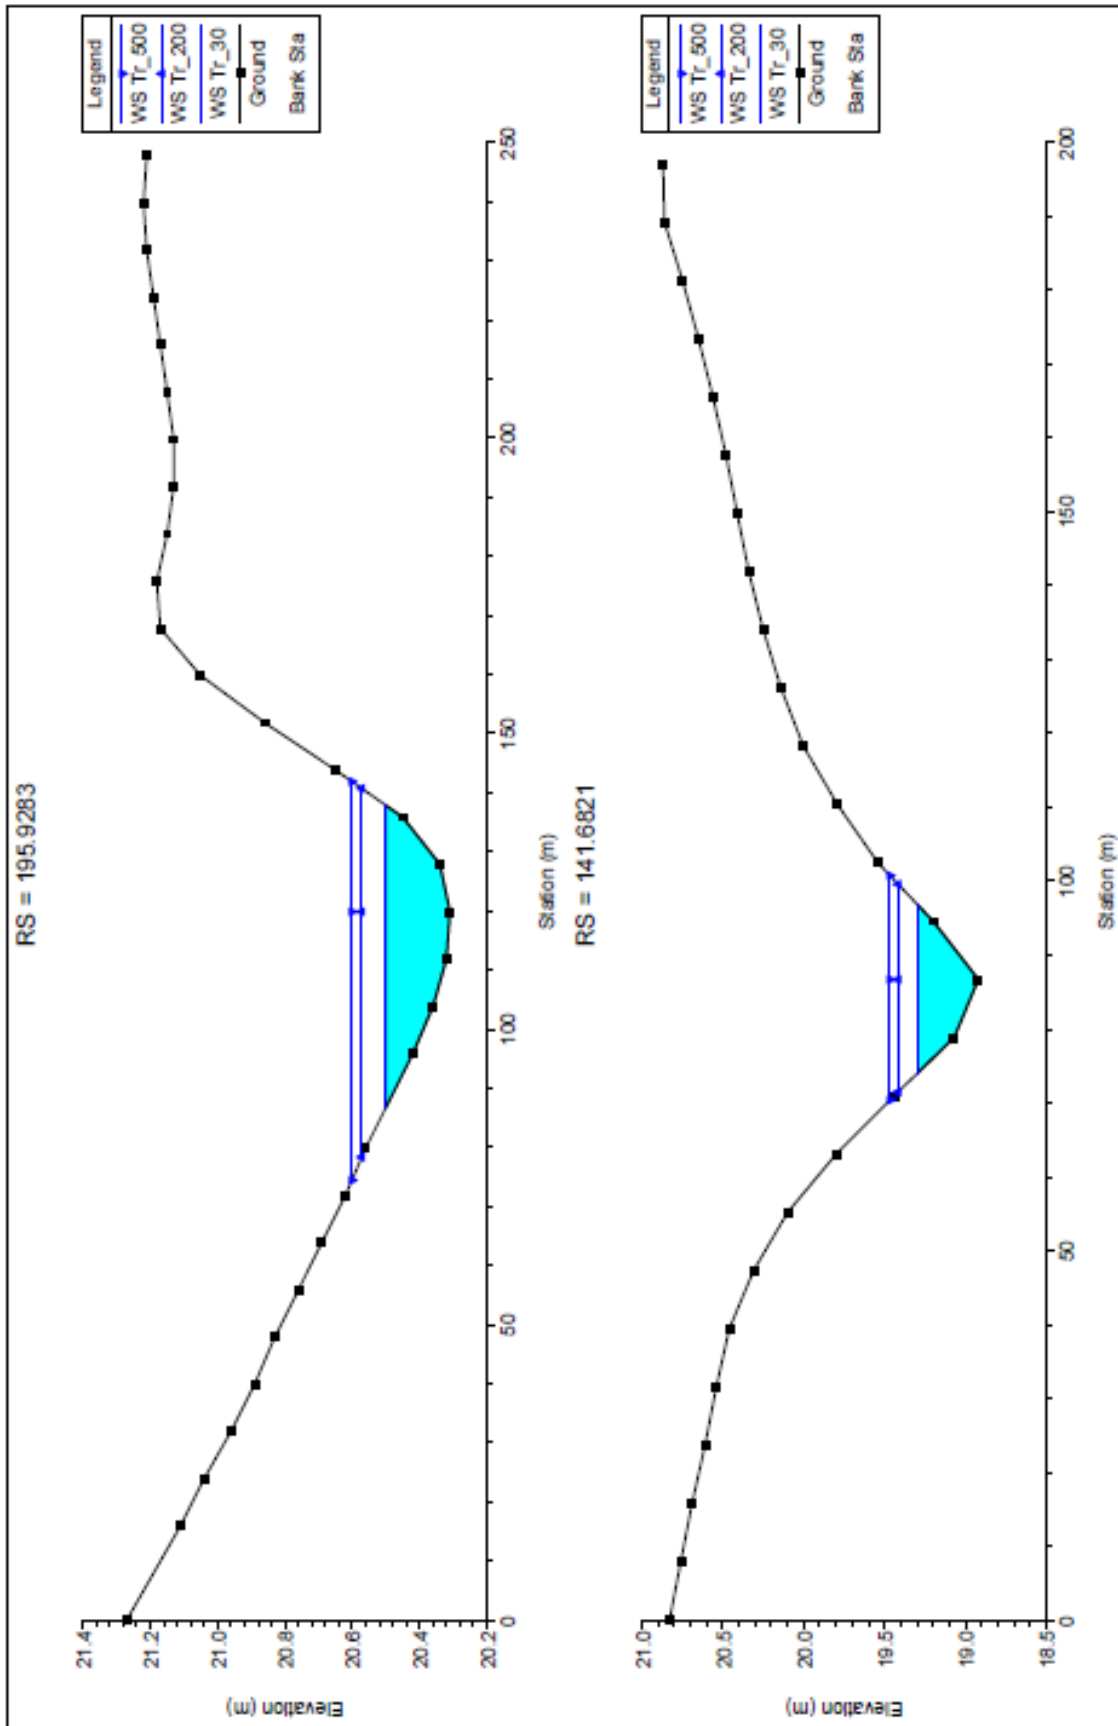 RS = 195.9283
Legend
WS Tr_500
WS Tr_200
WS Tr_30
Ground
Bank Sta
Elevation (m)
21.4
21.2
21.0
20.8
20.6
20.4
20.2
0
50
100
150
200
250
Station (m)
RS = 141.6821
Legend
WS Tr_500
WS Tr_200
WS Tr_30
Ground
Bank Sta
Elevation (m)
21.0
20.5
20.0
19.5
19.0
18.5
0
50
100
150
200
Station (m)